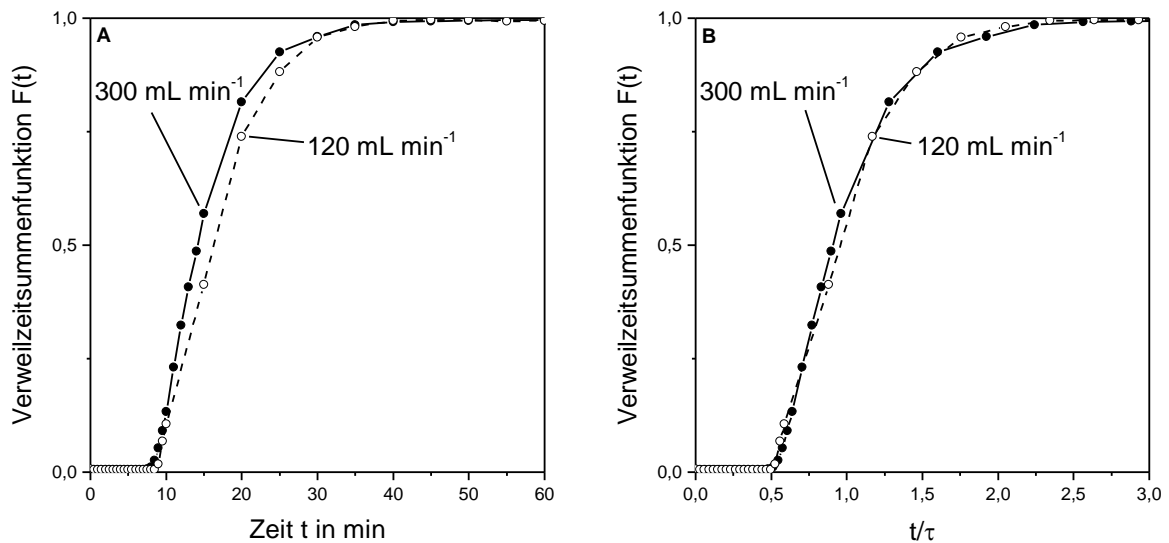 Verweilzeitsummenfunktion F(t)
1,0
0,5
0,0
A
300 mL min⁻¹
120 mL min⁻¹
0 10 20 30 40 50 60
Zeit t in min
Verweilzeitsummenfunktion F(t)
1,0
0,5
0,0
B
300 mL min⁻¹
120 mL min⁻¹
0,0 0,5 1,0 1,5 2,0 2,5 3,0
t/τ